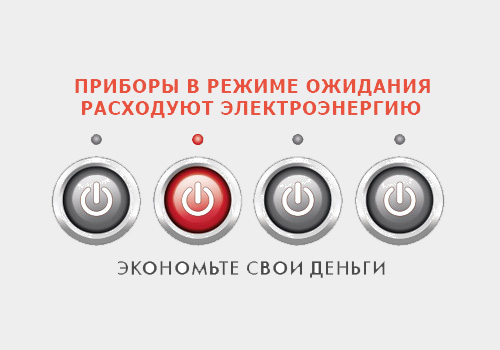 ПРИБОРЫ В РЕЖИМЕ ОЖИДАНИЯ
РАСХОДУЮТ ЭЛЕКТРОЭНЕРГИЮ
ЭКОНОМЬТЕ СВОИ ДЕНЬГИ